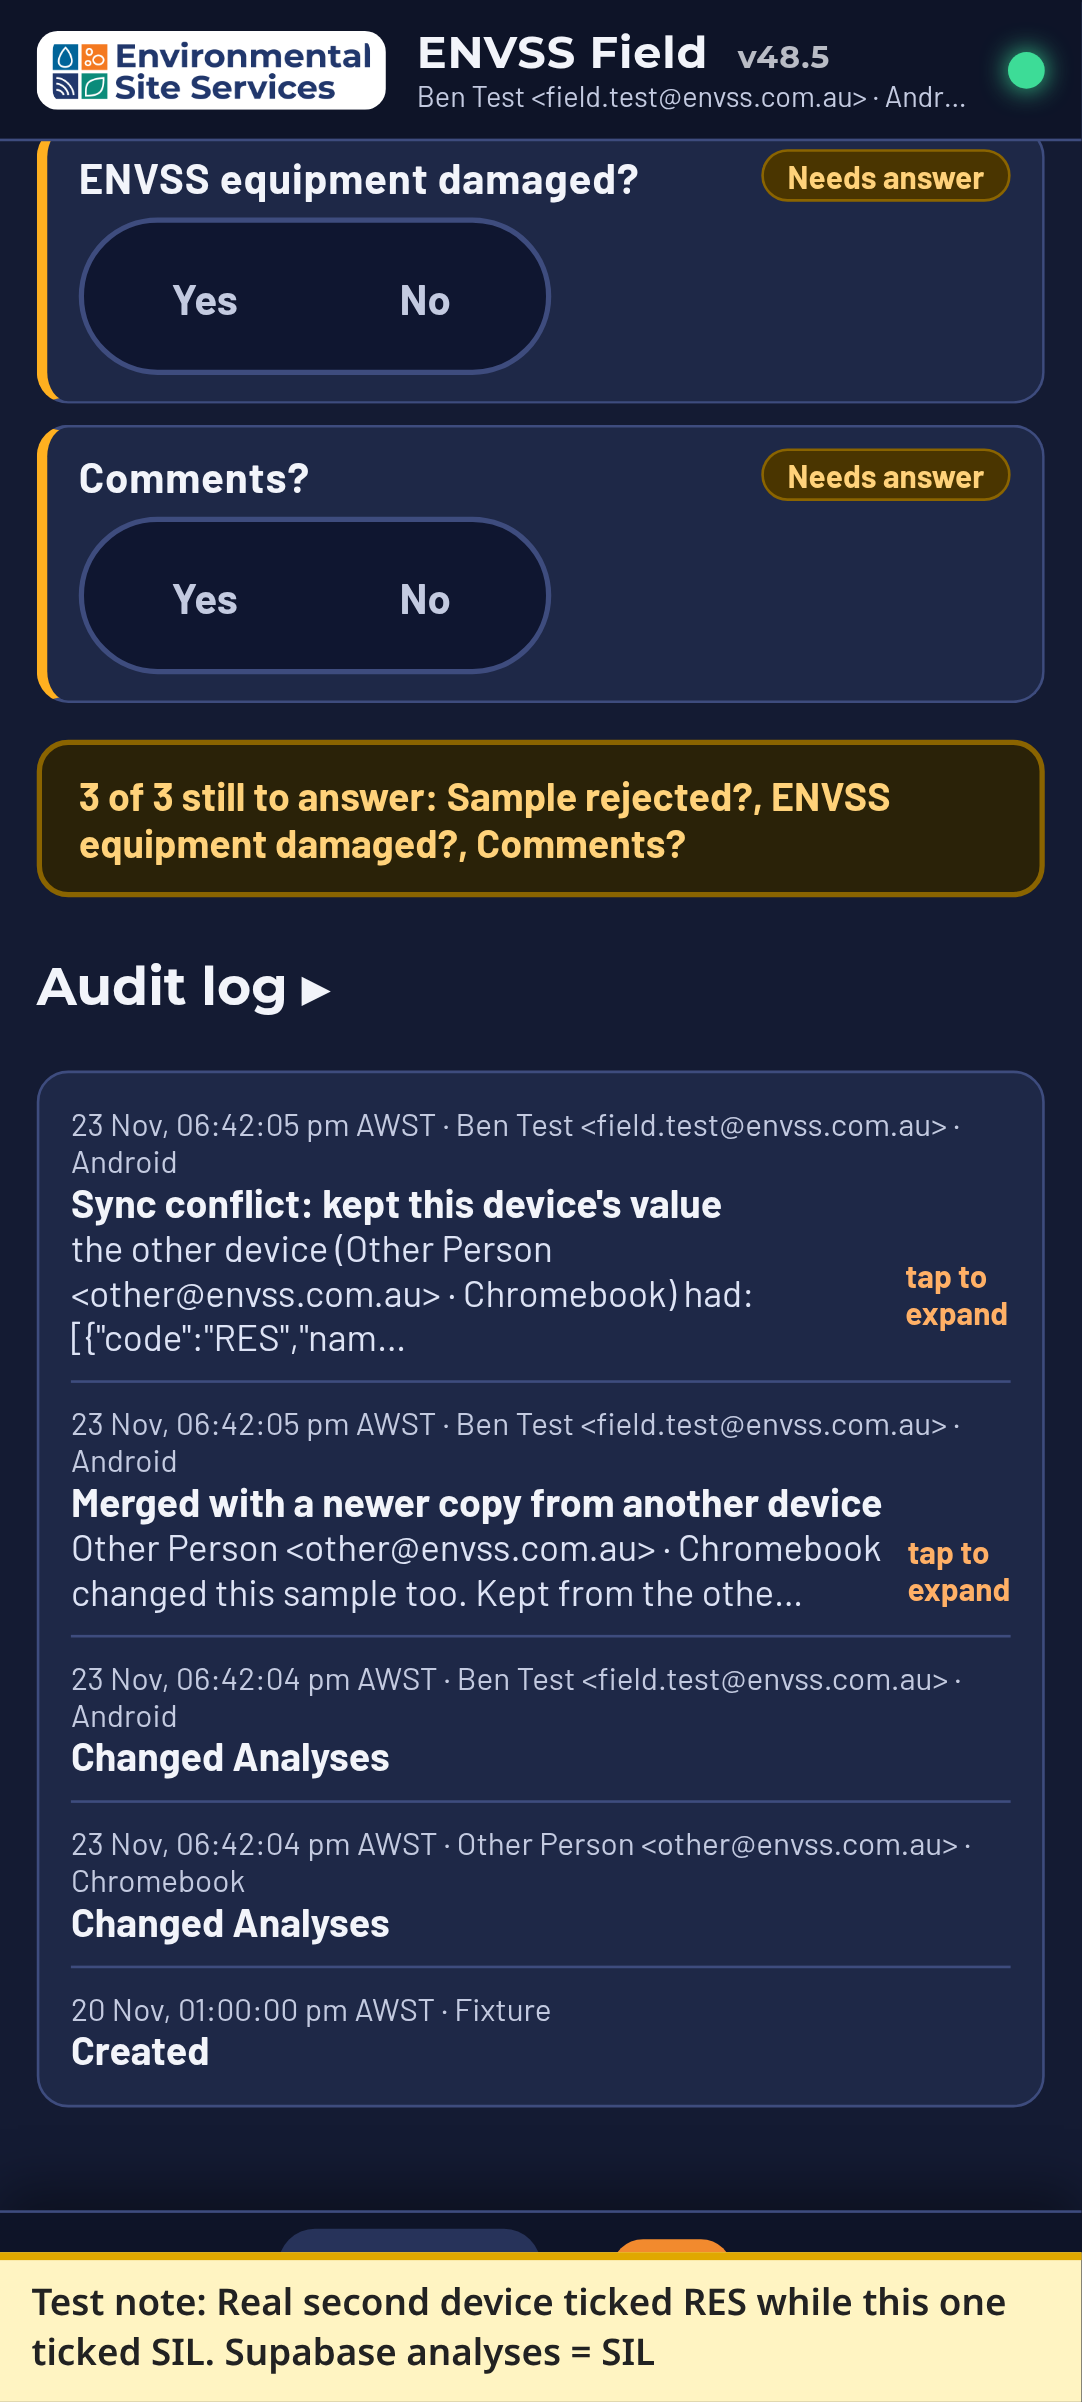 Environmental
Site Services
ENVSS Field v48.5
Ben Test <field.test@envss.com.au> · Andr...
ENVSS equipment damaged?
Needs answer
Yes No
Comments?
Needs answer
Yes No
3 of 3 still to answer: Sample rejected?, ENVSS
equipment damaged?, Comments?
Audit log ▸
23 Nov, 06:42:05 pm AWST · Ben Test <field.test@envss.com.au> ·
Android
Sync conflict: kept this device's value
the other device (Other Person
<other@envss.com.au> · Chromebook) had:
[{"code":"RES","nam...
tap to
expand
23 Nov, 06:42:05 pm AWST · Ben Test <field.test@envss.com.au> ·
Android
Merged with a newer copy from another device
Other Person <other@envss.com.au> · Chromebook
changed this sample too. Kept from the othe...
tap to
expand
23 Nov, 06:42:04 pm AWST · Ben Test <field.test@envss.com.au> ·
Android
Changed Analyses
23 Nov, 06:42:04 pm AWST · Other Person <other@envss.com.au> ·
Chromebook
Changed Analyses
20 Nov, 01:00:00 pm AWST · Fixture
Created
Test note: Real second device ticked RES while this one
ticked SIL. Supabase analyses = SIL